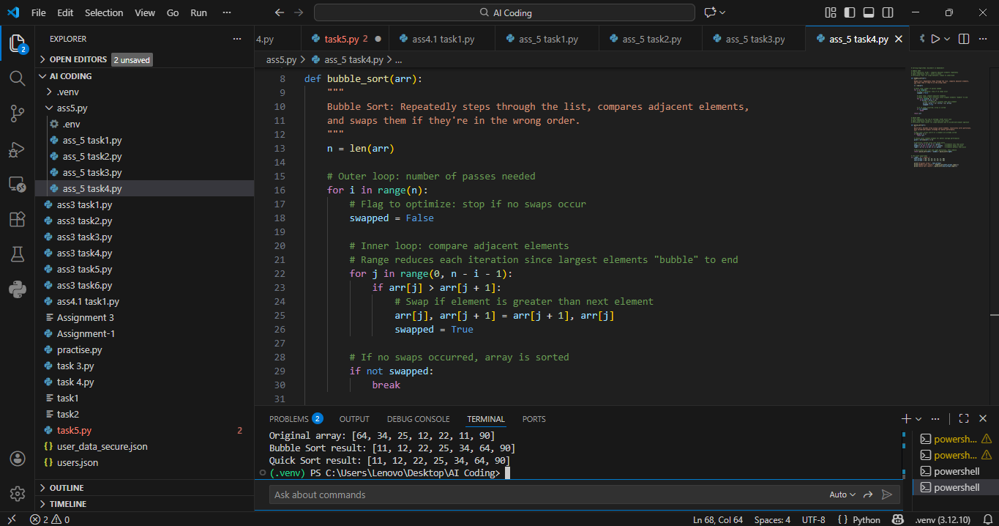 File Edit Selection View Go Run ··· AI Coding
EXPLORER ···
OPEN EDITORS 2 unsaved
AI CODING
.venv
ass5.py
.env
ass_5 task1.py
ass_5 task2.py
ass_5 task3.py
ass_5 task4.py
ass3 task1.py
ass3 task2.py
ass3 task3.py
ass3 task4.py
ass3 task5.py
ass3 task6.py
ass4.1 task1.py
Assignment 3
Assignment-1
practise.py
task 3.py
task 4.py
task1
task2
task5.py 2
user_data_secure.json
users.json
OUTLINE
TIMELINE
4.py task5.py 2 ass4.1 task1.py ass_5 task1.py ass_5 task2.py ass_5 task3.py ass_5 task4.py
ass5.py > ass_5 task4.py > ...
8 def bubble_sort(arr):
9 """
10 Bubble Sort: Repeatedly steps through the list, compares adjacent elements,
11 and swaps them if they're in the wrong order.
12 """
13 n = len(arr)
14
15 # Outer loop: number of passes needed
16 for i in range(n):
17 # Flag to optimize: stop if no swaps occur
18 swapped = False
19
20 # Inner loop: compare adjacent elements
21 # Range reduces each iteration since largest elements "bubble" to end
22 for j in range(0, n - i - 1):
23 if arr[j] > arr[j + 1]:
24 # Swap if element is greater than next element
25 arr[j], arr[j + 1] = arr[j + 1], arr[j]
26 swapped = True
27
28 # If no swaps occurred, array is sorted
29 if not swapped:
30 break
31
PROBLEMS 2 OUTPUT DEBUG CONSOLE TERMINAL PORTS
Original array: [64, 34, 25, 12, 22, 11, 90]
Bubble Sort result: [11, 12, 22, 25, 34, 64, 90]
Quick Sort result: [11, 12, 22, 25, 34, 64, 90]
(.venv) PS C:\Users\Lenovo\Desktop\AI Coding>
Ask about commands Auto
powersh...
powersh...
powershell
powershell
2 0 Ln 68, Col 64 Spaces: 4 UTF-8 { } Python .venv (3.12.10)